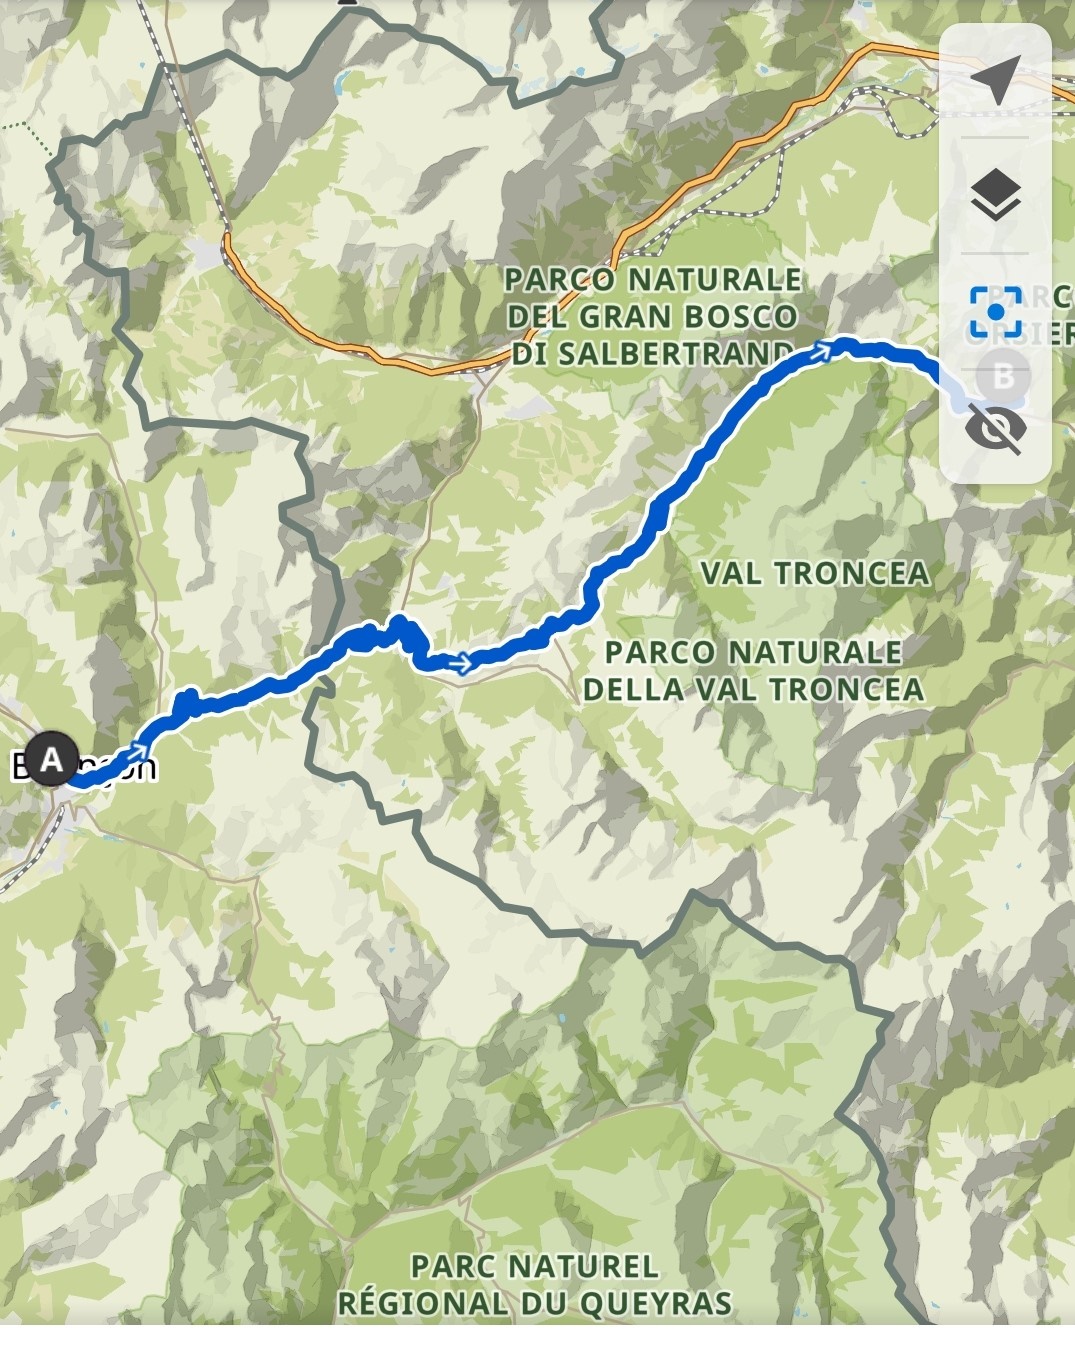 PARCO NATURALE
DEL GRAN BOSCO
DI SALBERTRAND
B
VAL TRONCEA
PARCO NATURALE
DELLA VAL TRONCEA
A
PARC NATUREL
RÉGIONAL DU QUEYRAS